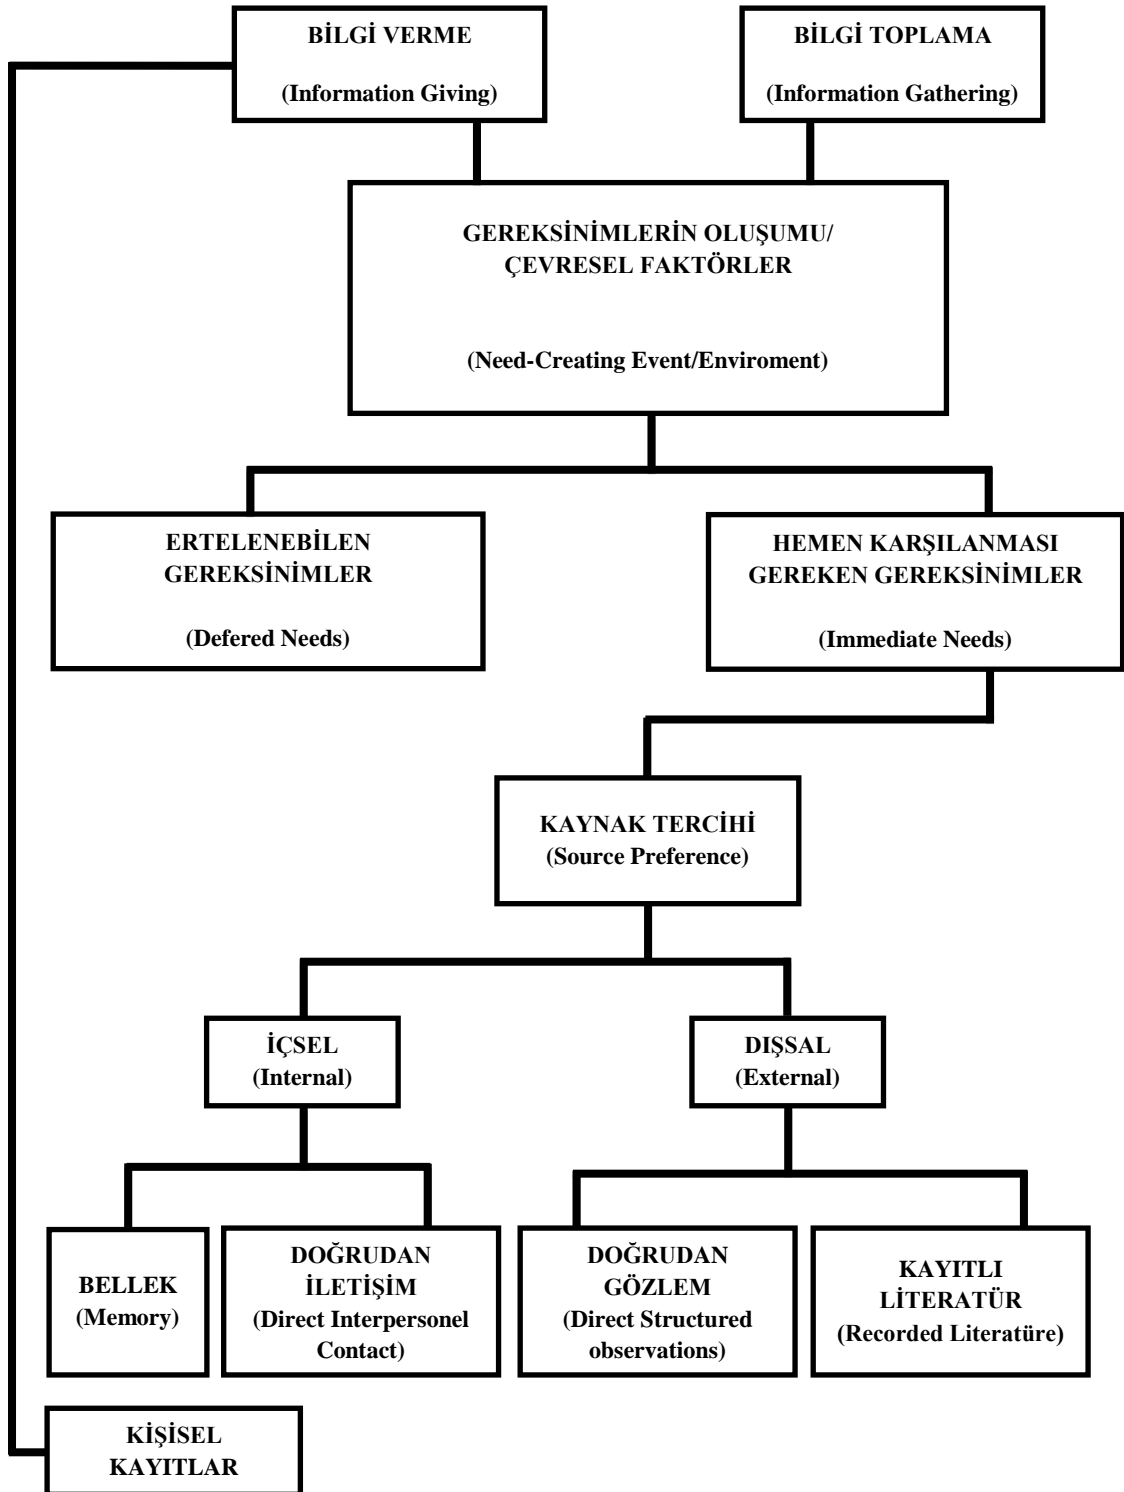 BİLGİ VERME
(Information Giving)
BİLGİ TOPLAMA
(Information Gathering)
GEREKSİNİMLERİN OLUŞUMU/
ÇEVRESEL FAKTÖRLER
(Need-Creating Event/Enviroment)
ERTELENEBİLEN
GEREKSİNİMLER
(Defered Needs)
HEMEN KARŞILANMASI
GEREKEN GEREKSİNİMLER
(Immediate Needs)
KAYNAK TERCİHİ
(Source Preference)
İÇSEL
(Internal)
DIŞSAL
(External)
BELLEK
(Memory)
DOĞRUDAN
İLETİŞİM
(Direct Interpersonel
Contact)
DOĞRUDAN
GÖZLEM
(Direct Structured
observations)
KAYITLI
LİTERATÜR
(Recorded Literatüre)
KİŞİSEL
KAYITLAR